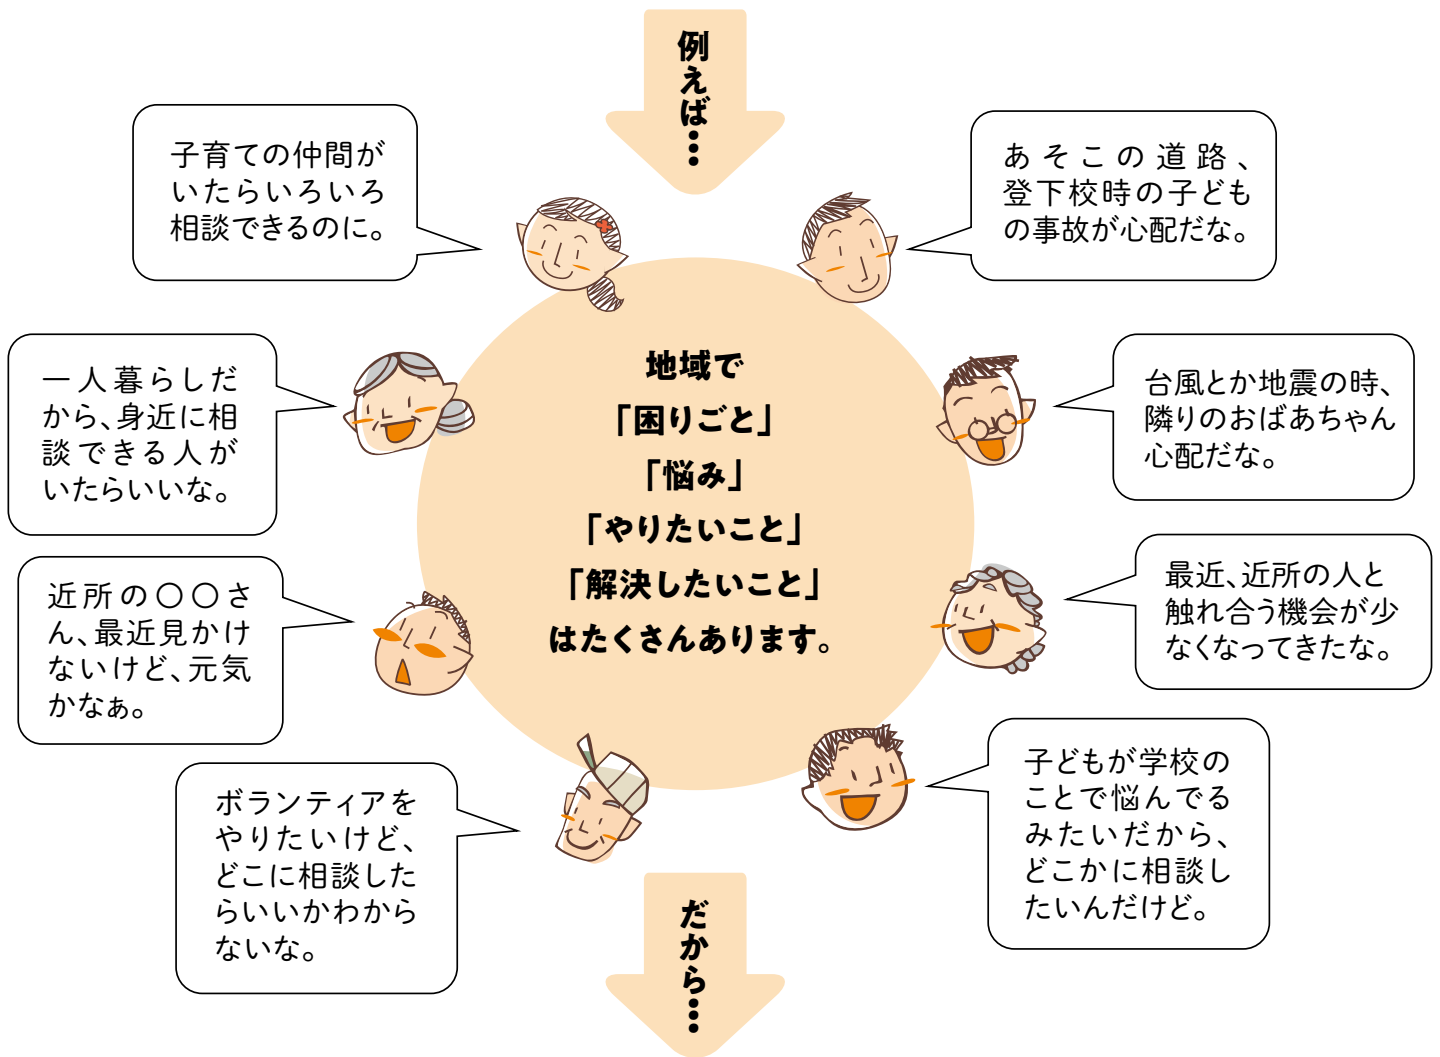 例えば…
子育ての仲間が
いたらいろいろ
相談できるのに。
あそこの道路、
登下校時の子ども
の事故が心配だな。
一人暮らしだ
から、身近に相
談できる人が
いたらいいな。
台風とか地震の時、
隣りのおばあちゃん
心配だな。
地域で
「困りごと」
「悩み」
「やりたいこと」
「解決したいこと」
はたくさんあります。
近所の〇〇さ
ん、最近見かけ
ないけど、元気
かなぁ。
最近、近所の人と
触れ合う機会が少
なくなってきたな。
ボランティアを
やりたいけど、
どこに相談した
らいいかわから
ないな。
子どもが学校の
ことで悩んでる
みたいだから、
どこかに相談し
たいんだけど。
だから…